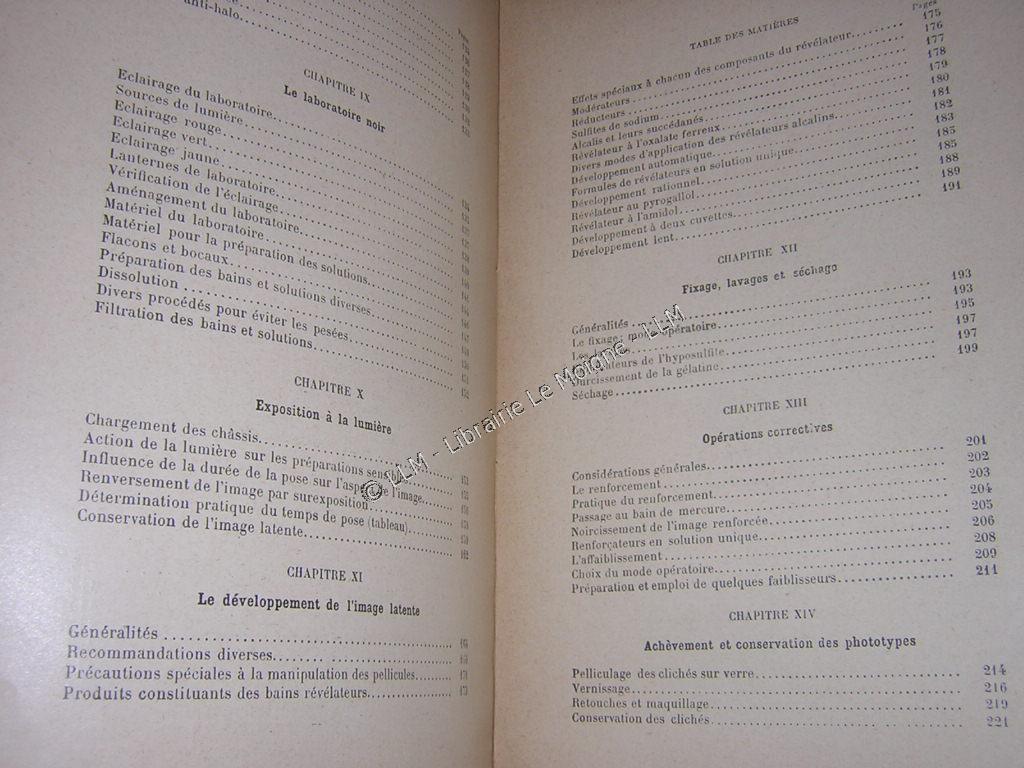 anti-halo
CHAPITRE IX
Le laboratoire noir
Eclairage du laboratoire
Sources de lumière
Eclairage rouge
Eclairage vert
Eclairage jaune
Lanternes de laboratoire
Vérification de l'éclairage
Aménagement du laboratoire
Matériel du laboratoire
Matériel pour la préparation des solutions
Flacons et bocaux
Préparation des bains et solutions diverses
Dissolution
Divers procédés pour éviter les pesées
Filtration des bains et solutions
CHAPITRE X
Exposition à la lumière
Chargement des châssis
Action de la lumière sur les préparations
Influence de la durée de la pose sur l'aspect de l'image
Renversement de l'image par surexposition
Détermination pratique du temps de pose (tableau)
Conservation de l'image latente
CHAPITRE XI
Le développement de l'image latente
Généralités
Recommandations diverses
Précautions spéciales à la manipulation des pellicules
Produits constituants des bains révélateurs
TABLE DES MATIÈRES
Pages
Effets spéciaux à chacun des composants du révélateur 175
Modérateurs 176
Réducteurs 177
Sulfites de sodium 178
Alcalis et leurs succédanés 179
Révélateur à l'oxalate ferreux 180
Divers modes d'application des révélateurs alcalins 181
Développement automatique 182
Formules de révélateurs en solution unique 183
Développement rationnel 185
Révélateur au pyrogallol 185
Révélateur à l'amidol 188
Développement à deux cuvettes 189
Développement lent 191
CHAPITRE XII
Fixage, lavages et séchage
Généralités 193
Le fixage, mode opératoire 193
Les 195
de l'hyposulfite 197
Durcissement de la gélatine 197
Séchage 199
CHAPITRE XIII
Opérations correctives
Considérations générales 201
Le renforcement 202
Pratique du renforcement 203
Passage au bain de mercure 204
Noircissement de l'image renforcée 205
Renforçateurs en solution unique 206
L'affaiblissement 208
Choix du mode opératoire 209
Préparation et emploi de quelques faiblisseurs 211
CHAPITRE XIV
Achèvement et conservation des phototypes
Pelliculage des clichés sur verre 214
Vernissage 216
Retouches et maquillage 219
Conservation des clichés 221
© LLM - Librairie Le Moigne - LLM